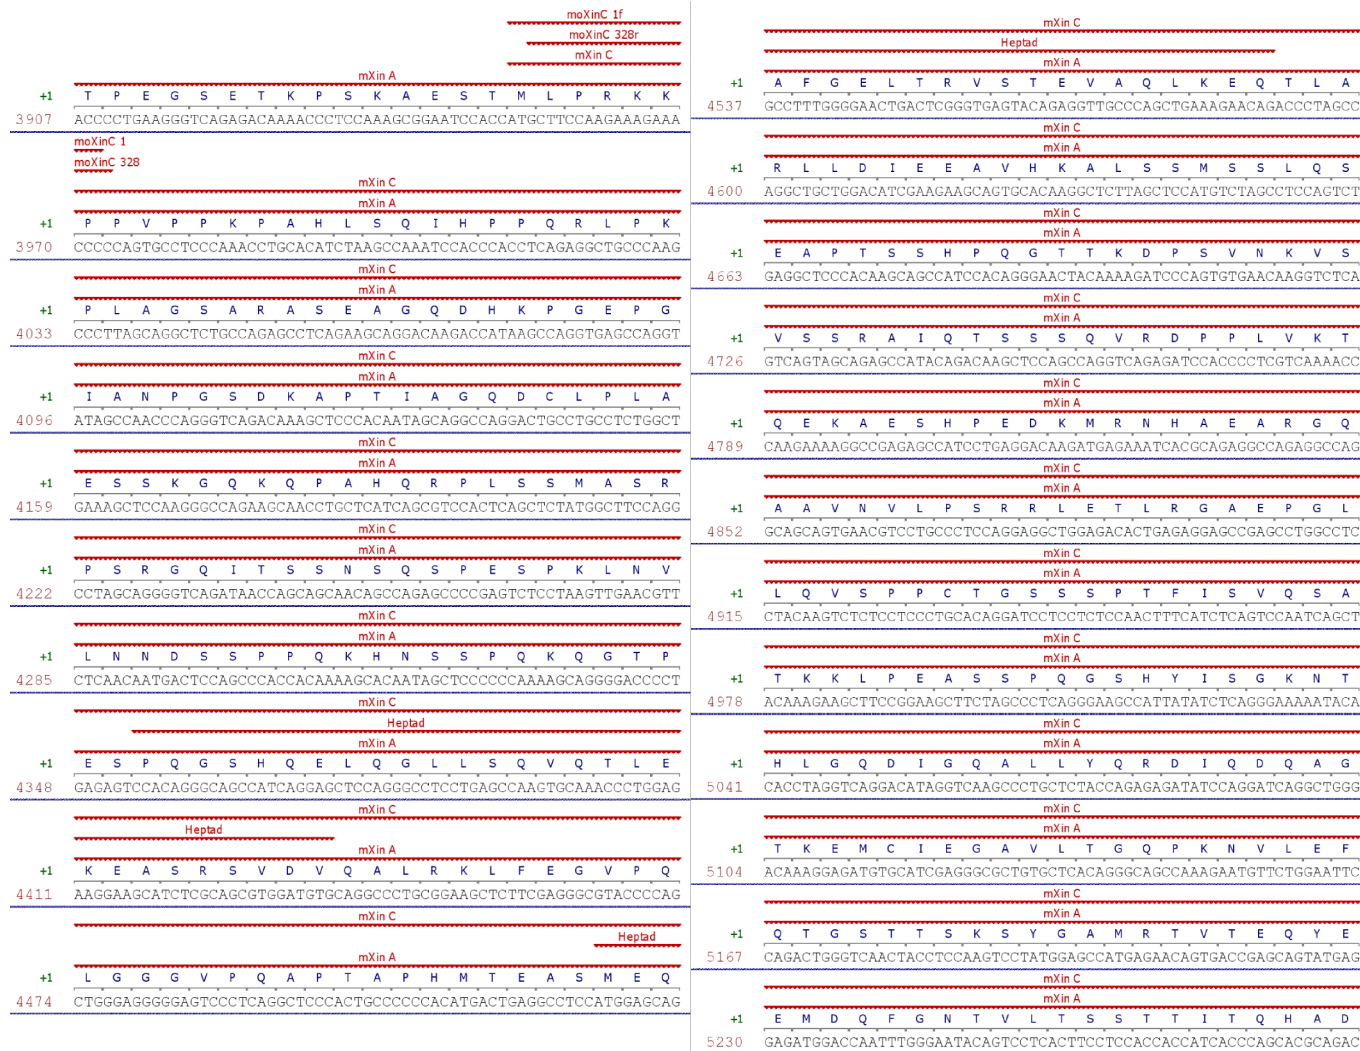 moXinC 1f
moXinC 328r
mXin C
mXin A
+1 T P E G S E T K P S K A E S T M L P R K K
3907 ACCCCTGAAGGGTCAGAGACAAAACCCTCCAAAGCGGAATCCACCATGCTTCCAAGAAAGAAA
moXinC 1
moXinC 328
mXin C
mXin A
+1 P P V P P K P A H L S Q I H P P Q R L P K
3970 CCCCCAGTGCCTCCCAAACCTGCACATCTAAGCCAAATCCACCCACCTCAGAGGCTGCCCAAG
mXin C
mXin A
+1 P L A G S A R A S E A G Q D H K P G E P G
4033 CCCTTAGCAGGCTCTGCCAGAGCCTCAGAAGCAGGACAAGACCATAAGCCAGGTGAGCCAGGT
mXin C
mXin A
+1 I A N P G S D K A P T I A G Q D C L P L A
4096 ATAGCCAACCCAGGGTCAGACAAAGCTCCCACAATAGCAGGCCAGGACTGCCTGCCTCTGGCT
mXin C
mXin A
+1 E S S K G Q K Q P A H Q R P L S S M A S R
4159 GAAAGCTCCAAGGGCCAGAAGCAACCTGCTCATCAGCGTCCACTCAGCTCTATGGCTTCCAGG
mXin C
mXin A
+1 P S R G Q I T S S N S Q S P E S P K L N V
4222 CCTAGCAGGGGTCAGATAACCAGCAGCAACAGCCAGAGCCCCGAGTCTCCTAAGTTGAACGTT
mXin C
mXin A
+1 L N N D S S P P Q K H N S S P Q K Q G T P
4285 CTCAACAATGACTCCAGCCCACCACAAAAGCACAATAGCTCCCCCCAAAAGCAGGGGACCCCT
mXin C
Heptad
mXin A
+1 E S P Q G S H Q E L Q G L L S Q V Q T L E
4348 GAGAGTCCACAGGGCAGCCATCAGGAGCTCCAGGGCCTCCTGAGCCAAGTGCAAACCCTGGAG
mXin C
Heptad
mXin A
+1 K E A S R S V D V Q A L R K L F E G V P Q
4411 AAGGAAGCATCTCGCAGCGTGGATGTGCAGGCCCTGCGGAAGCTCTTCGAGGGCGTACCCCAG
mXin C
Heptad
mXin A
+1 L G G G V P Q A P T A P H M T E A S M E Q
4474 CTGGGAGGGGGAGTCCCTCAGGCTCCCACTGCCCCCCACATGACTGAGGCCTCCATGGAGCAG
mXin C
Heptad
mXin A
+1 A F G E L T R V S T E V A Q L K E Q T L A
4537 GCCTTTGGGGAACTGACTCGGGTGAGTACAGAGGTTGCCCAGCTGAAAGAACAGACCCTAGCC
mXin C
mXin A
+1 R L L D I E E A V H K A L S S M S S L Q S
4600 AGGCTGCTGGACATCGAAGAAGCAGTGCACAAGGCTCTTAGCTCCATGTCTAGCCTCCAGTCT
mXin C
mXin A
+1 E A P T S S H P Q G T T K D P S V N K V S
4663 GAGGCTCCCACAAGCAGCCATCCACAGGGAACTACAAAAGATCCCAGTGTGAACAAGGTCTCA
mXin C
mXin A
+1 V S S R A I Q T S S S Q V R D P P L V K T
4726 GTCAGTAGCAGAGCCATACAGACAAGCTCCAGCCAGGTCAGAGATCCACCCCTCGTCAAAACC
mXin C
mXin A
+1 Q E K A E S H P E D K M R N H A E A R G Q
4789 CAAGAAAAGGCCGAGAGCCATCCTGAGGACAAGATGAGAAATCACGCAGAGGCCAGAGGCCAG
mXin C
mXin A
+1 A A V N V L P S R R L E T L R G A E P G L
4852 GCAGCAGTGAACGTCCTGCCCTCCAGGAGGCTGGAGACACTGAGAGGAGCCGAGCCTGGCCTC
mXin C
mXin A
+1 L Q V S P P C T G S S S P T F I S V Q S A
4915 CTACAAGTCTCTCCTCCCTGCACAGGATCCTCCTCTCCAACTTTCATCTCAGTCCAATCAGCT
mXin C
mXin A
+1 T K K L P E A S S P Q G S H Y I S G K N T
4978 ACAAAGAAGCTTCCGGAAGCTTCTAGCCCTCAGGGAAGCCATTATATCTCAGGGAAAAATACA
mXin C
mXin A
+1 H L G Q D I G Q A L L Y Q R D I Q D Q A G
5041 CACCTAGGTCAGGACATAGGTCAAGCCCTGCTCTACCAGAGAGATATCCAGGATCAGGCTGGG
mXin C
mXin A
+1 T K E M C I E G A V L T G Q P K N V L E F
5104 ACAAAGGAGATGTGCATCGAGGGCGCTGTGCTCACAGGGCAGCCAAAGAATGTTCTGGAATTC
mXin C
mXin A
+1 Q T G S T T S K S Y G A M R T V T E Q Y E
5167 CAGACTGGGTCAACTACCTCCAAGTCCTATGGAGCCATGAGAACAGTGACCGAGCAGTATGAG
mXin C
mXin A
+1 E M D Q F G N T V L T S S T T I T Q H A D
5230 GAGATGGACCAATTTGGGAATACAGTCCTCACTTCCTCCACCACCATCACCCAGCACGCAGAC